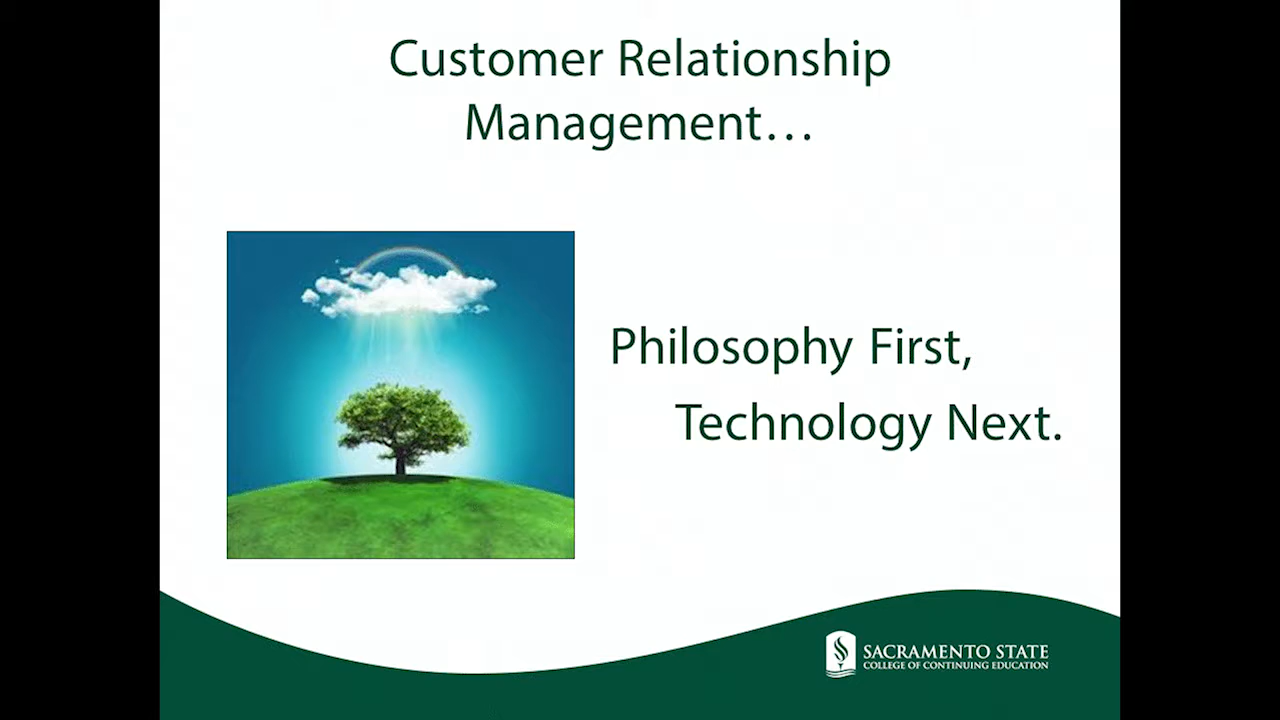 Customer Relationship
Management...
Philosophy First,
Technology Next.
SACRAMENTO STATE
COLLEGE OF CONTINUING EDUCATION